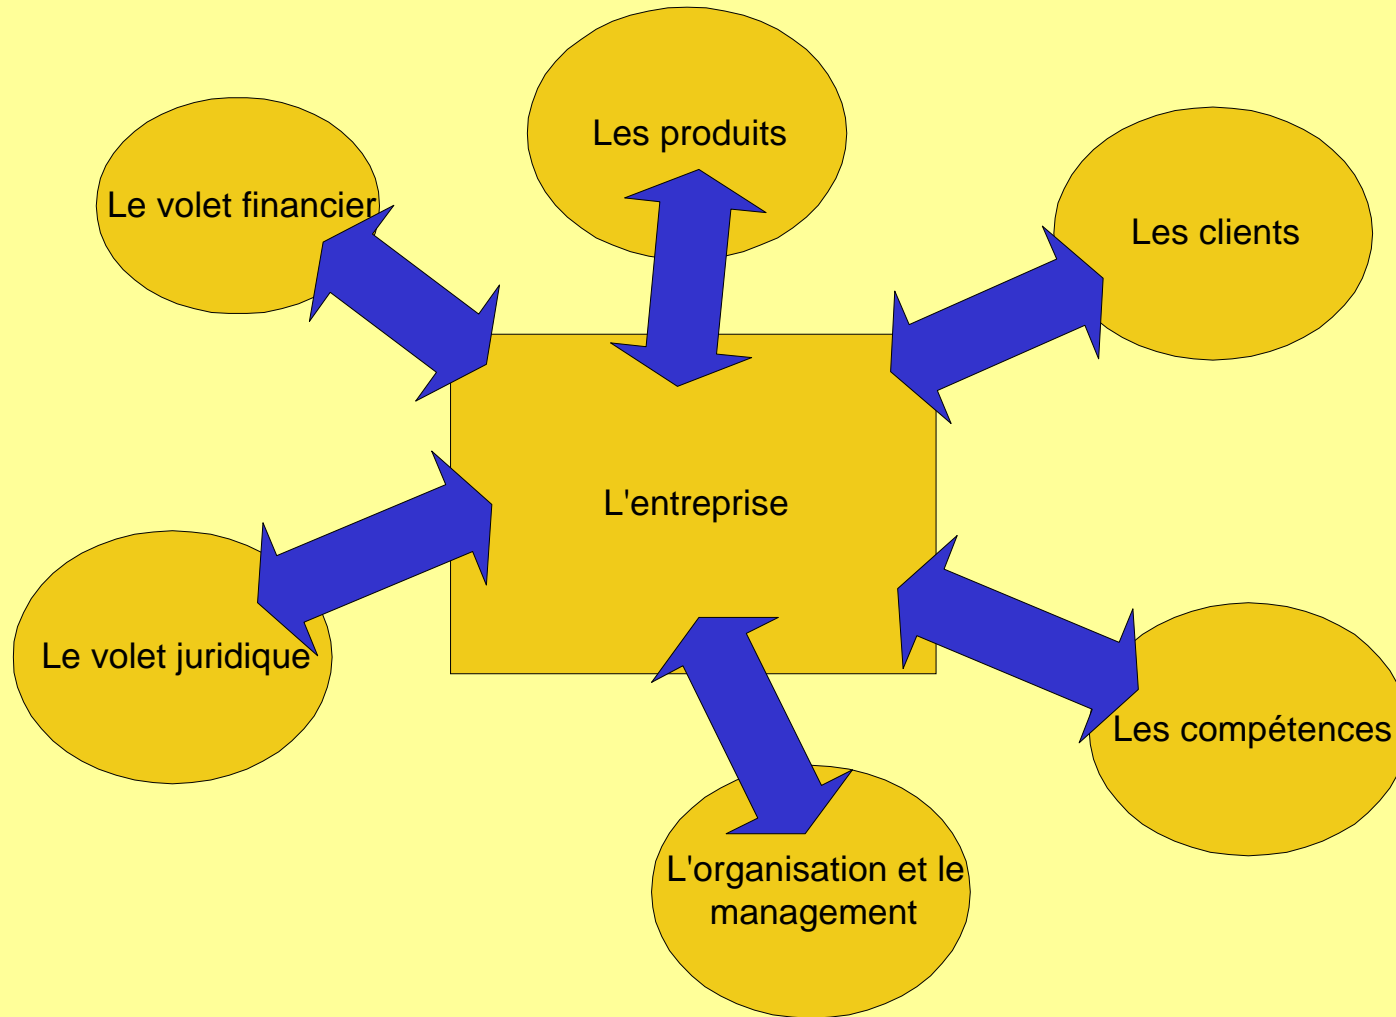 Les produits
Le volet financier
Les clients
L'entreprise
Le volet juridique
Les compétences
L'organisation et le
management